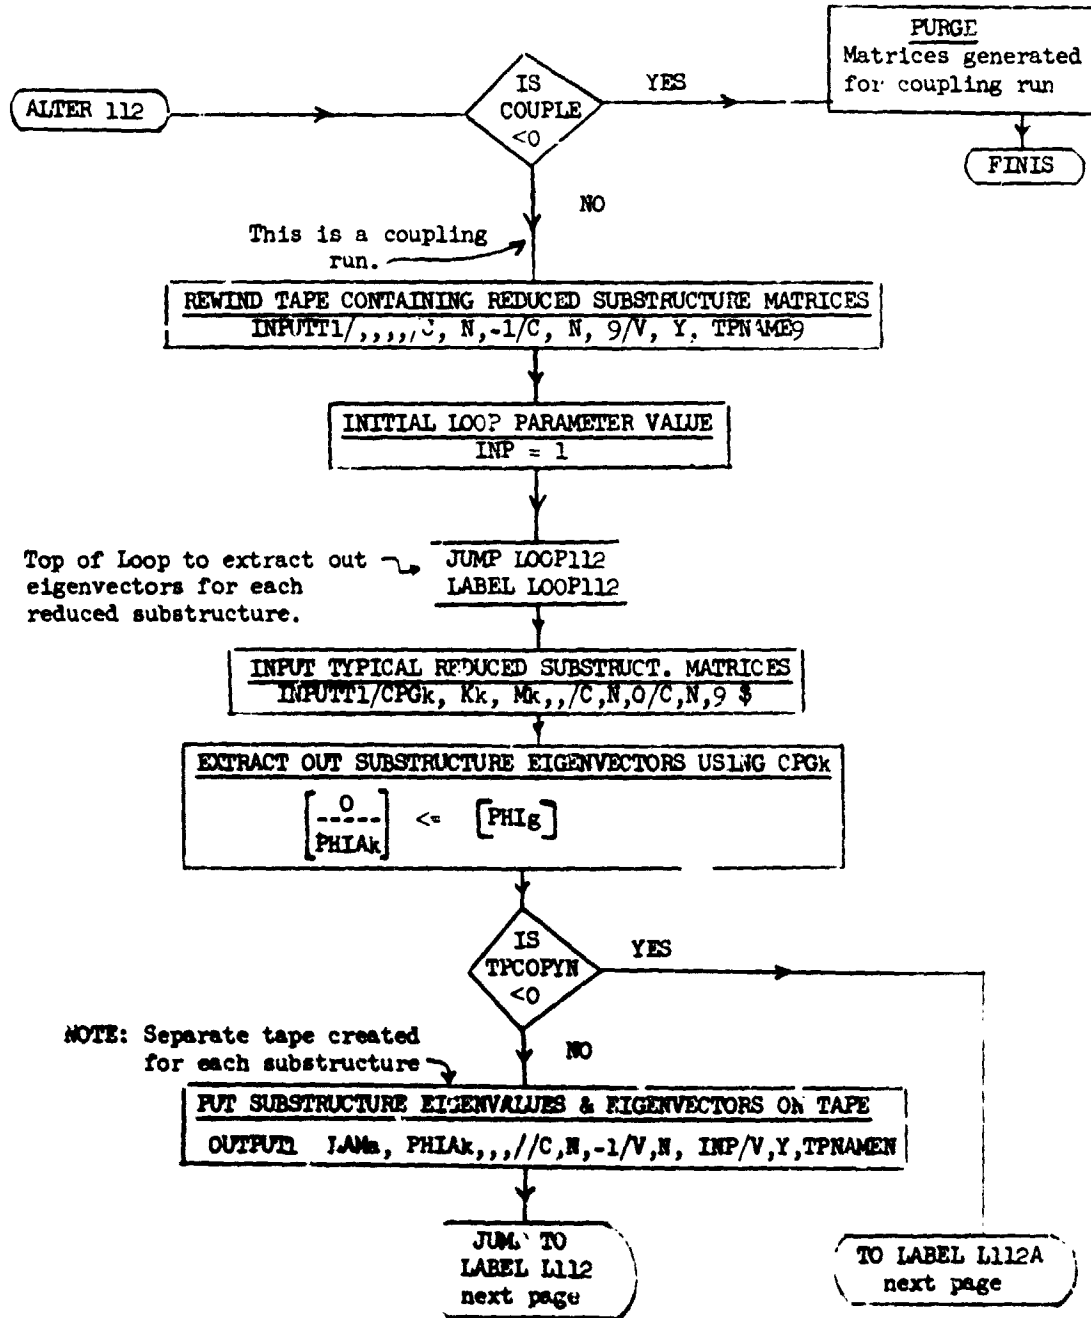 PURGE
Matrices generated
for coupling run
FINIS
ALTER 112
IS
COUPLE
<0
YES
NO
This is a coupling
run.
REWIND TAPE CONTAINING REDUCED SUBSTRUCTURE MATRICES
INPUTT1/,,,,/C, N,-1/C, N, 9/V, Y, TPNAME9
INITIAL LOOP PARAMETER VALUE
INP = 1
Top of Loop to extract out
eigenvectors for each
reduced substructure.
JUMP LOOP112
LABEL LOOP112
INPUT TYPICAL REDUCED SUBSTRUCT. MATRICES
INPUTT1/CPGk, Kk, Mk,,/C,N,0/C,N,9 $
EXTRACT OUT SUBSTRUCTURE EIGENVECTORS USING CPGk
[0
-----
PHIAk] <= [PHIg]
IS
TPCOPYN
<0
YES
NO
NOTE: Separate tape created
for each substructure
PUT SUBSTRUCTURE EIGENVALUES & EIGENVECTORS ON TAPE
OUTPUT1 LAMa, PHIAk,,,//C,N,-1/V,N, INP/V,Y,TPNAMEN
JUMP TO
LABEL L112
next page
TO LABEL L112A
next page